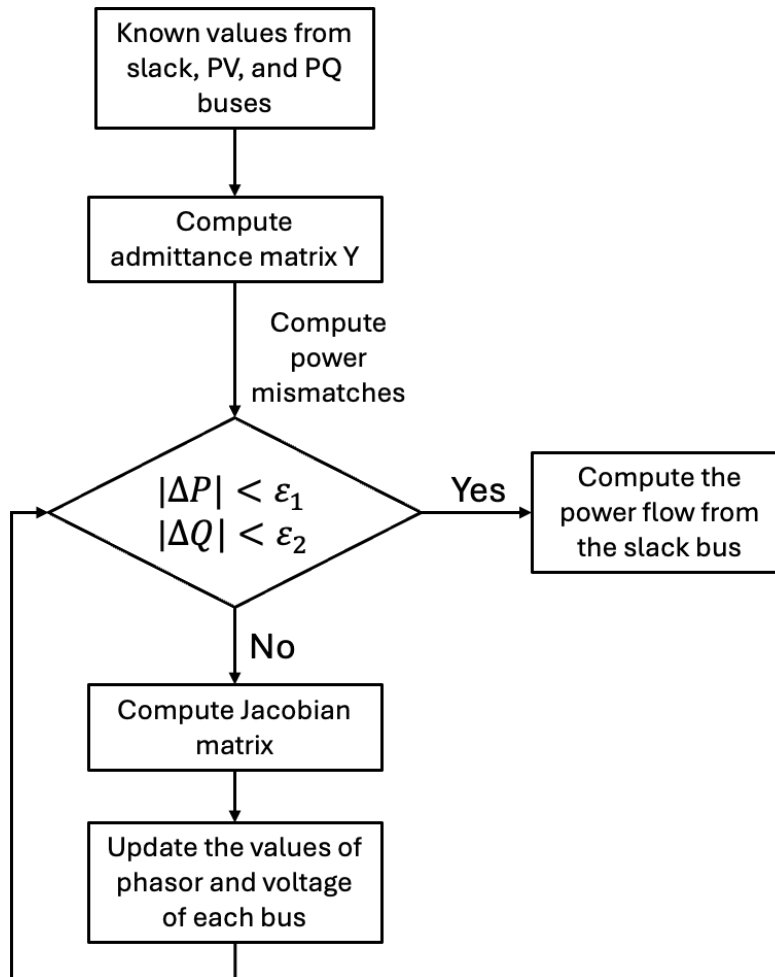 Known values from
slack, PV, and PQ
buses
Compute
admittance matrix Y
Compute
power
mismatches
|ΔP| < ε₁
|ΔQ| < ε₂
Yes
Compute the
power flow from
the slack bus
No
Compute Jacobian
matrix
Update the values of
phasor and voltage
of each bus